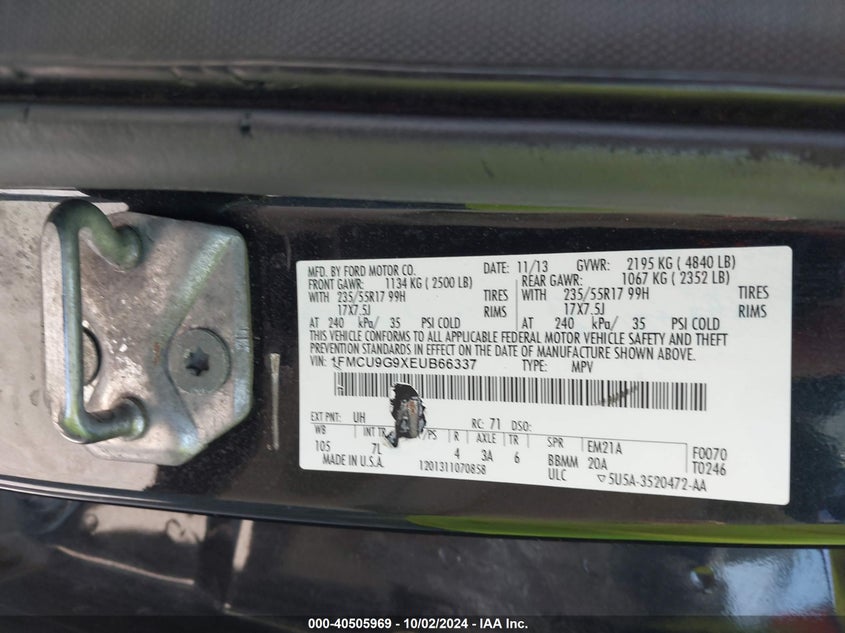 MFD. BY FORD MOTOR CO. DATE: 11/13 GVWR: 2195 KG ( 4840 LB)
FRONT GAWR: 1134 KG ( 2500 LB) REAR GAWR: 1067 KG ( 2352 LB)
WITH 235/55R17 99H TIRES WITH 235/55R17 99H TIRES
17X7.5J RIMS 17X7.5J RIMS
AT 240 kPa/ 35 PSI COLD AT 240 kPa/ 35 PSI COLD
THIS VEHICLE CONFORMS TO ALL APPLICABLE FEDERAL MOTOR VEHICLE SAFETY AND THEFT
PREVENTION STANDARDS IN EFFECT ON THE DATE OF MANUFACTURE SHOWN ABOVE.
VIN: 1FMCU9G9XEUB66337 TYPE: MPV
EXT PNT: UH RC: 71 DSO:
WB INT TR /PS R AXLE TR SPR EM21A F0070
105 7L 4 3A 6 BBMM 20A T0246
MADE IN U.S.A. 1201311070858 ULC ▽5U5A-3520472-AA
000-40505969 • 10/02/2024 • IAA Inc.